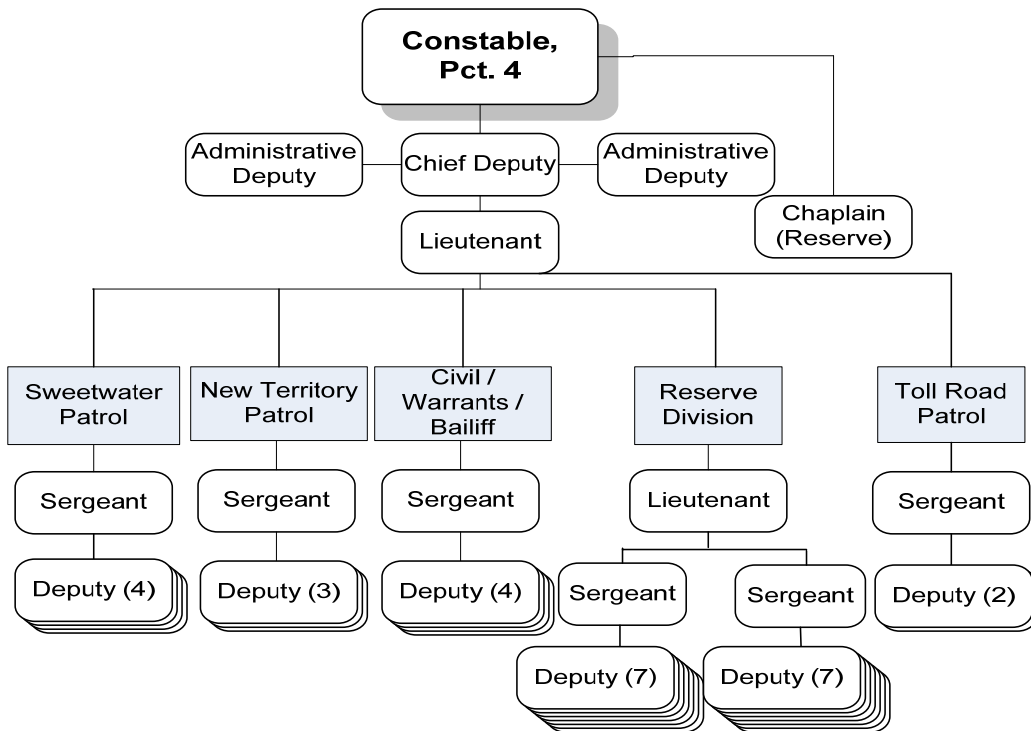 Constable,
Pct. 4
Administrative
Deputy
Chief Deputy
Administrative
Deputy
Chaplain
(Reserve)
Lieutenant
Sweetwater
Patrol
New Territory
Patrol
Civil /
Warrants /
Bailiff
Reserve
Division
Toll Road
Patrol
Sergeant
Sergeant
Sergeant
Lieutenant
Sergeant
Deputy (4)
Deputy (3)
Deputy (4)
Sergeant
Sergeant
Deputy (2)
Deputy (7)
Deputy (7)